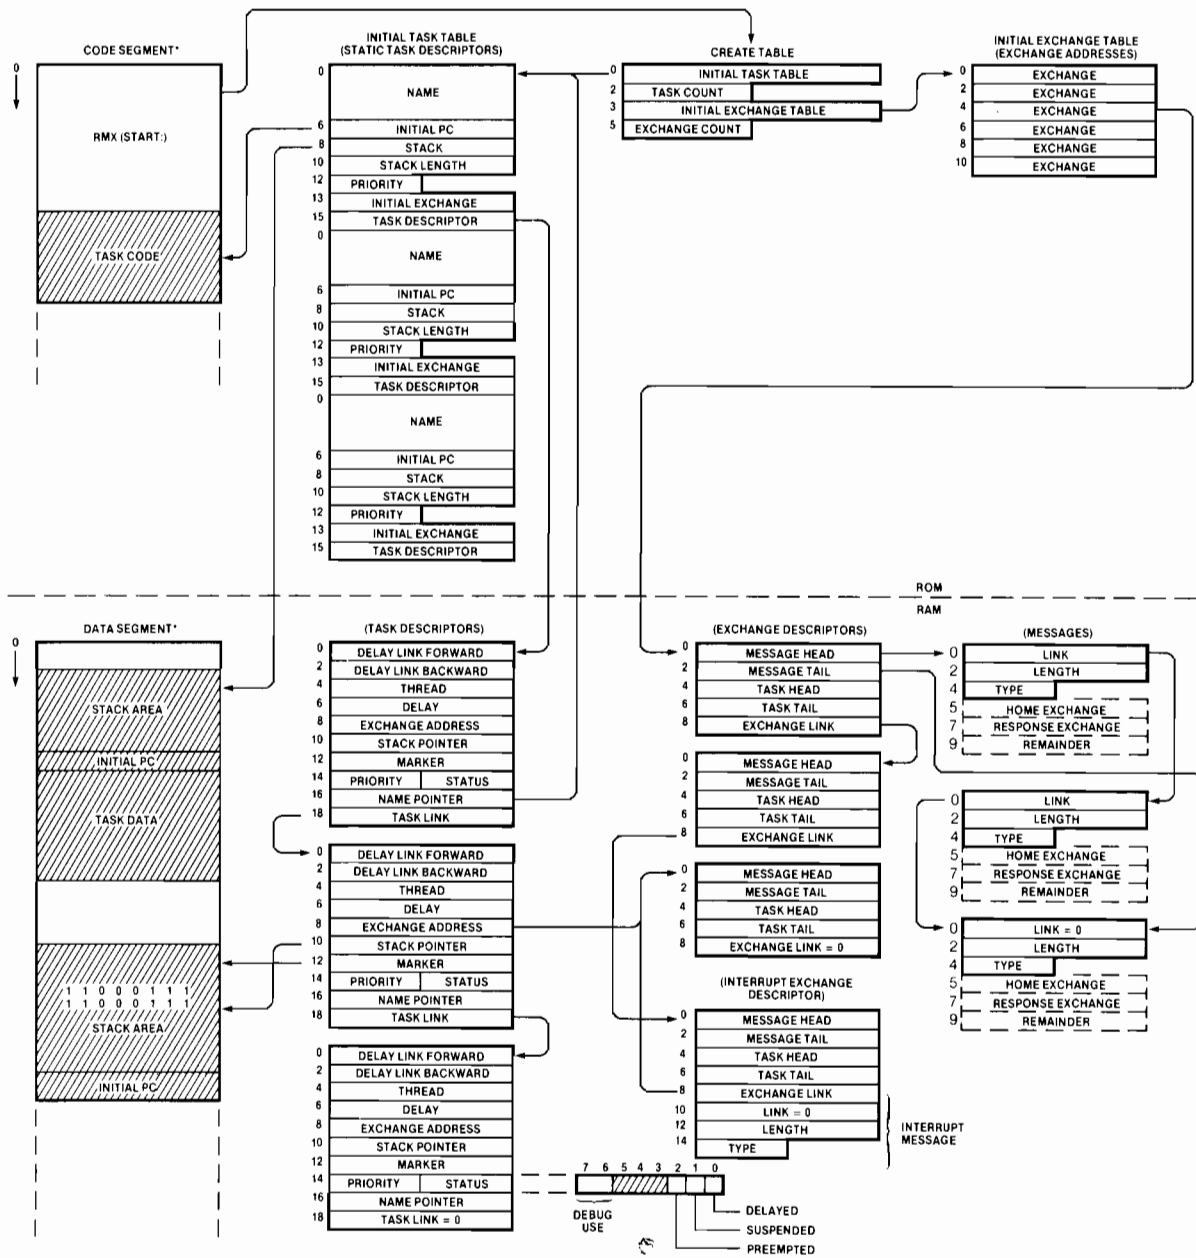 CODE SEGMENT*
0
RMX (START:)
TASK CODE
INITIAL TASK TABLE
(STATIC TASK DESCRIPTORS)
0
NAME
6 INITIAL PC
8 STACK
10 STACK LENGTH
12 PRIORITY
13 INITIAL EXCHANGE
15 TASK DESCRIPTOR
0
NAME
6 INITIAL PC
8 STACK
10 STACK LENGTH
12 PRIORITY
13 INITIAL EXCHANGE
15 TASK DESCRIPTOR
0
NAME
6 INITIAL PC
8 STACK
10 STACK LENGTH
12 PRIORITY
13 INITIAL EXCHANGE
15 TASK DESCRIPTOR
CREATE TABLE
0 INITIAL TASK TABLE
2 TASK COUNT
3 INITIAL EXCHANGE TABLE
5 EXCHANGE COUNT
INITIAL EXCHANGE TABLE
(EXCHANGE ADDRESSES)
0 EXCHANGE
2 EXCHANGE
4 EXCHANGE
6 EXCHANGE
8 EXCHANGE
10 EXCHANGE
ROM
RAM
DATA SEGMENT*
0
STACK AREA
INITIAL PC
TASK DATA
1 1 0 0 0 1 1 1
1 1 0 0 0 1 1 1
STACK AREA
INITIAL PC
(TASK DESCRIPTORS)
0 DELAY LINK FORWARD
2 DELAY LINK BACKWARD
4 THREAD
6 DELAY
8 EXCHANGE ADDRESS
10 STACK POINTER
12 MARKER
14 PRIORITY STATUS
16 NAME POINTER
18 TASK LINK
0 DELAY LINK FORWARD
2 DELAY LINK BACKWARD
4 THREAD
6 DELAY
8 EXCHANGE ADDRESS
10 STACK POINTER
12 MARKER
14 PRIORITY STATUS
16 NAME POINTER
18 TASK LINK
0 DELAY LINK FORWARD
2 DELAY LINK BACKWARD
4 THREAD
6 DELAY
8 EXCHANGE ADDRESS
10 STACK POINTER
12 MARKER
14 PRIORITY STATUS
16 NAME POINTER
18 TASK LINK = 0
(EXCHANGE DESCRIPTORS)
0 MESSAGE HEAD
2 MESSAGE TAIL
4 TASK HEAD
6 TASK TAIL
8 EXCHANGE LINK
0 MESSAGE HEAD
2 MESSAGE TAIL
4 TASK HEAD
6 TASK TAIL
8 EXCHANGE LINK
0 MESSAGE HEAD
2 MESSAGE TAIL
4 TASK HEAD
6 TASK TAIL
8 EXCHANGE LINK = 0
(INTERRUPT EXCHANGE
DESCRIPTOR)
0 MESSAGE HEAD
2 MESSAGE TAIL
4 TASK HEAD
6 TASK TAIL
8 EXCHANGE LINK
10 LINK = 0
12 LENGTH
14 TYPE
INTERRUPT
MESSAGE
(MESSAGES)
0 LINK
2 LENGTH
4 TYPE
5 HOME EXCHANGE
7 RESPONSE EXCHANGE
9 REMAINDER
0 LINK
2 LENGTH
4 TYPE
5 HOME EXCHANGE
7 RESPONSE EXCHANGE
9 REMAINDER
0 LINK = 0
2 LENGTH
4 TYPE
5 HOME EXCHANGE
7 RESPONSE EXCHANGE
9 REMAINDER
7 6 5 4 3 2 1 0
DEBUG
USE
DELAYED
SUSPENDED
PREEMPTED